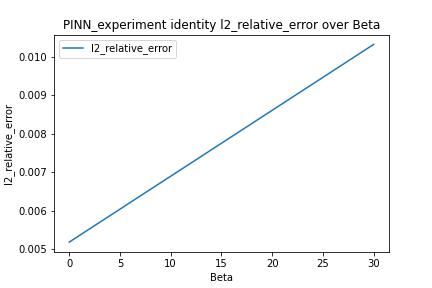 PINN_experiment identity l2_relative_error over Beta
l2_relative_error
l2_relative_error
0.010
0.009
0.008
0.007
0.006
0.005
0 5 10 15 20 25 30
Beta